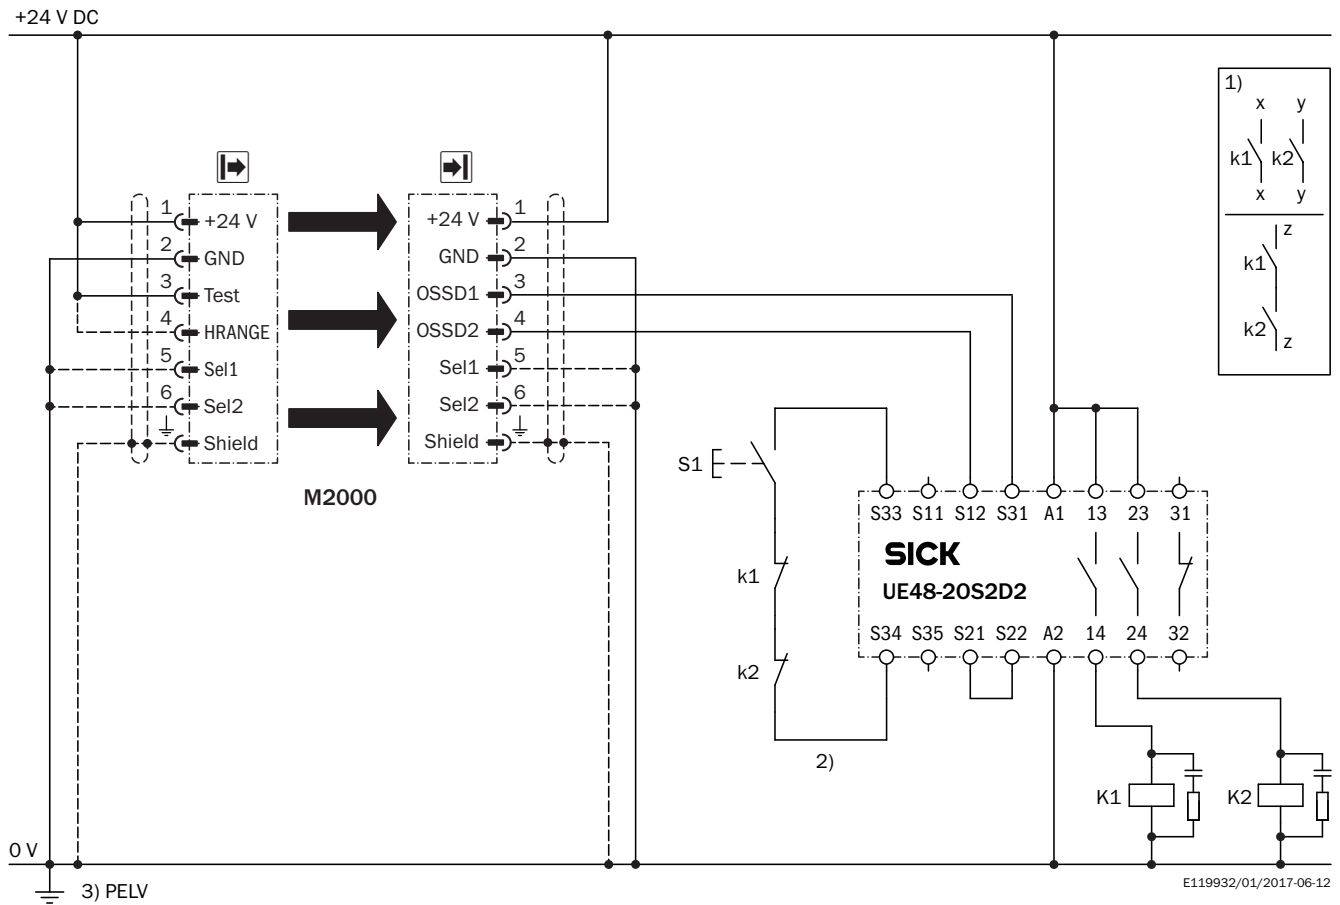 +24 V DC
1)
x y
k1 k2
x y
z
k1
k2
z
1 +24 V
2 GND
3 Test
4 HRANGE
5 Sel1
6 Sel2
Shield
+24 V 1
GND 2
OSSD1 3
OSSD2 4
Sel1 5
Sel2 6
Shield
M2000
S1
k1
k2
2)
S33 S11 S12 S31 A1 13 23 31
SICK
UE48-2OS2D2
S34 S35 S21 S22 A2 14 24 32
K1
K2
0 V
3) PELV
E119932/01/2017-06-12